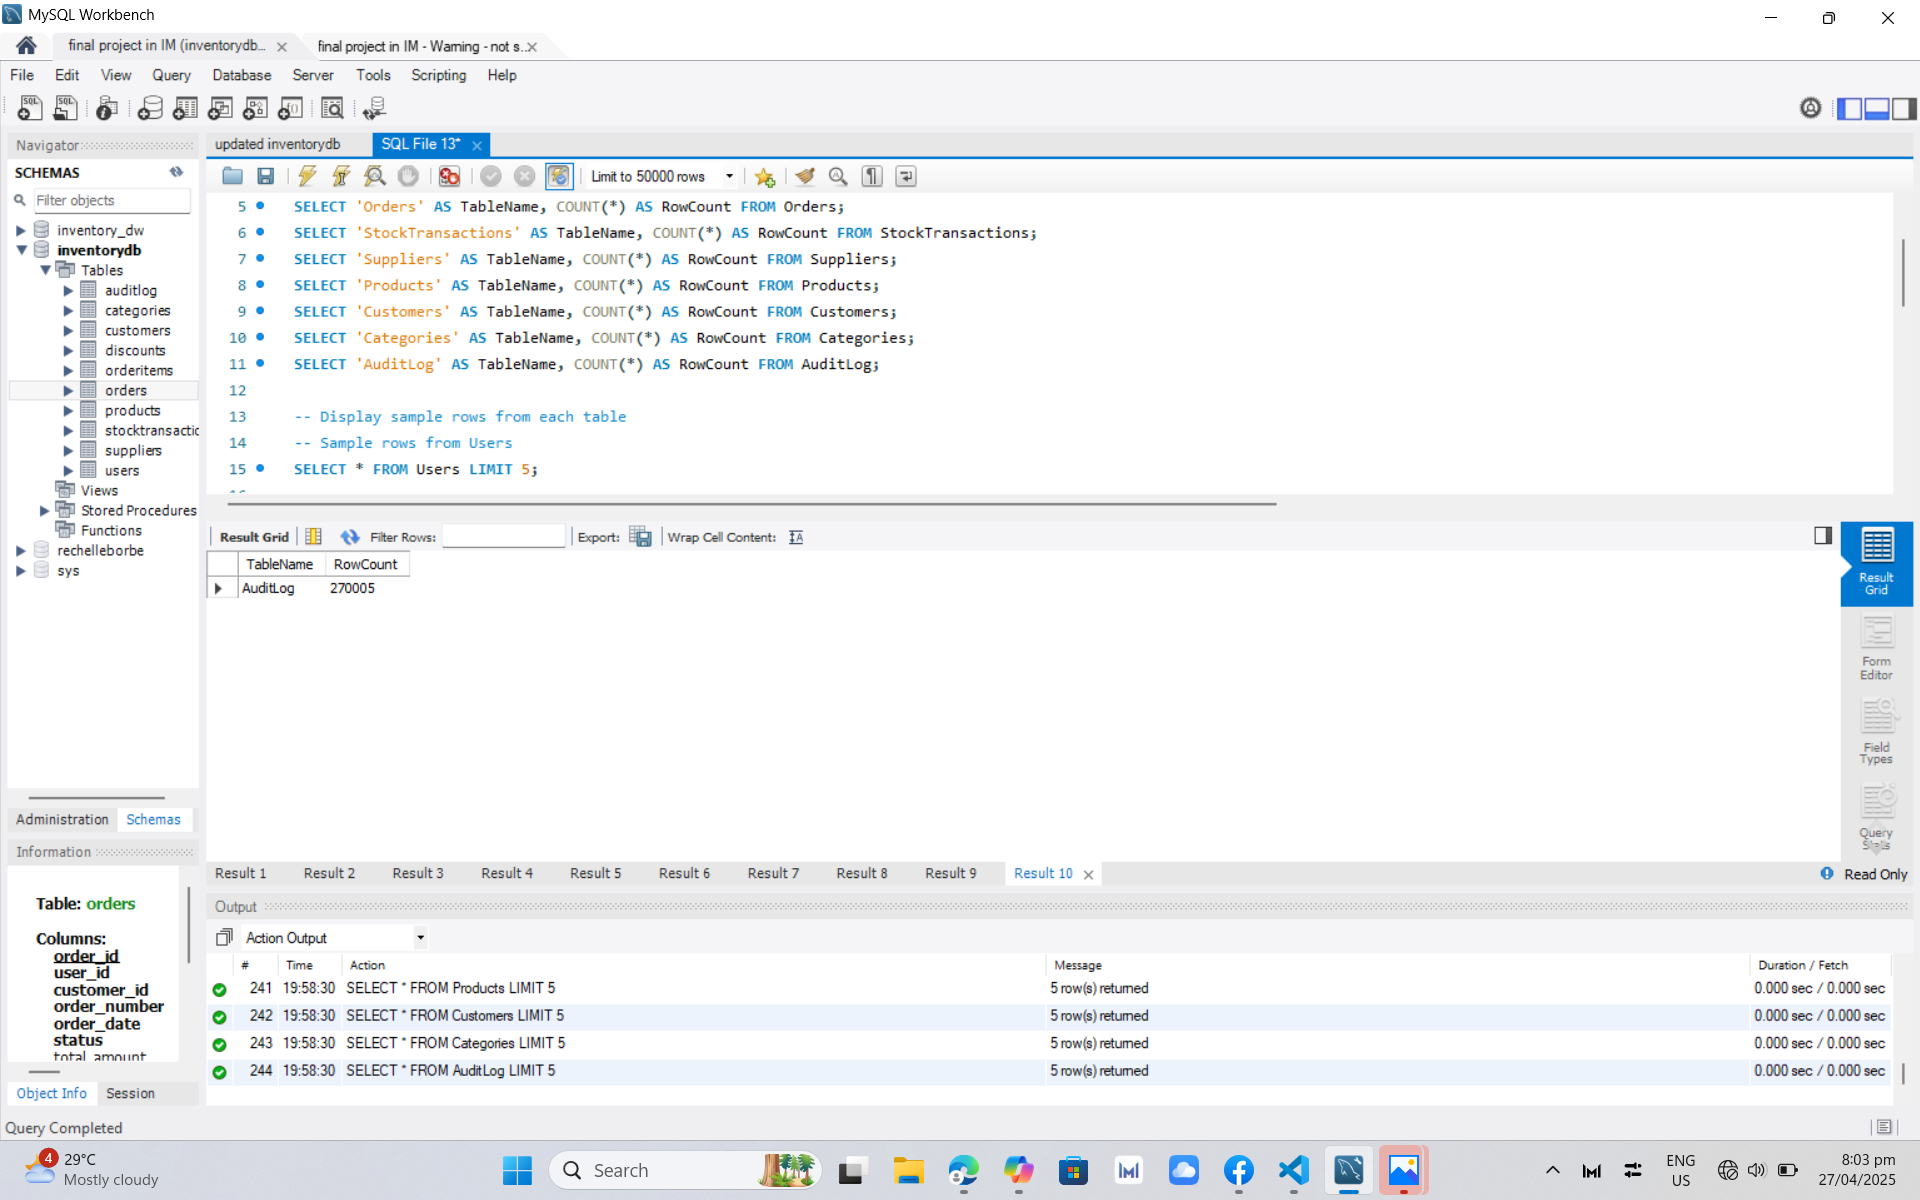 MySQL Workbench
final project in IM (inventorydb...
final project in IM - Warning - not s...
File Edit View Query Database Server Tools Scripting Help
Navigator
SCHEMAS
Filter objects
inventory_dw
inventorydb
Tables
auditlog
categories
customers
discounts
orderitems
orders
products
stocktransactic
suppliers
users
Views
Stored Procedures
Functions
rechelleborbe
sys
Administration Schemas
Information
Table: orders
Columns:
order_id
user_id
customer_id
order_number
order_date
status
total_amount
Object Info Session
updated inventorydb SQL File 13*
Limit to 50000 rows
5 SELECT 'Orders' AS TableName, COUNT(*) AS RowCount FROM Orders;
6 SELECT 'StockTransactions' AS TableName, COUNT(*) AS RowCount FROM StockTransactions;
7 SELECT 'Suppliers' AS TableName, COUNT(*) AS RowCount FROM Suppliers;
8 SELECT 'Products' AS TableName, COUNT(*) AS RowCount FROM Products;
9 SELECT 'Customers' AS TableName, COUNT(*) AS RowCount FROM Customers;
10 SELECT 'Categories' AS TableName, COUNT(*) AS RowCount FROM Categories;
11 SELECT 'AuditLog' AS TableName, COUNT(*) AS RowCount FROM AuditLog;
12
13 -- Display sample rows from each table
14 -- Sample rows from Users
15 SELECT * FROM Users LIMIT 5;
Result Grid Filter Rows: Export: Wrap Cell Content:
TableName RowCount
AuditLog 270005
Result Grid
Form Editor
Field Types
Query Stats
Result 1 Result 2 Result 3 Result 4 Result 5 Result 6 Result 7 Result 8 Result 9 Result 10
Read Only
Output
Action Output
# Time Action Message Duration / Fetch
241 19:58:30 SELECT * FROM Products LIMIT 5 5 row(s) returned 0.000 sec / 0.000 sec
242 19:58:30 SELECT * FROM Customers LIMIT 5 5 row(s) returned 0.000 sec / 0.000 sec
243 19:58:30 SELECT * FROM Categories LIMIT 5 5 row(s) returned 0.000 sec / 0.000 sec
244 19:58:30 SELECT * FROM AuditLog LIMIT 5 5 row(s) returned 0.000 sec / 0.000 sec
Query Completed
4
29°C
Mostly cloudy
Search
ENG
US
8:03 pm
27/04/2025